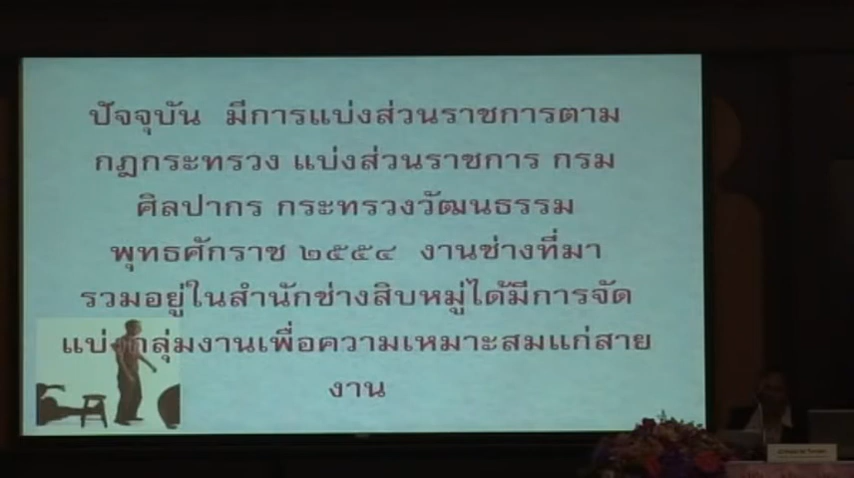 ปัจจุบัน มีการแบ่งส่วนราชการตาม
กฎกระทรวง แบ่งส่วนราชการ กรม
ศิลปากร กระทรวงวัฒนธรรม
พุทธศักราช ๒๕๕๔ งานช่างที่มา
รวมอยู่ในสำนักช่างสิบหมู่ได้มีการจัด
แบ่งกลุ่มงานเพื่อความเหมาะสมแก่สาย
งาน